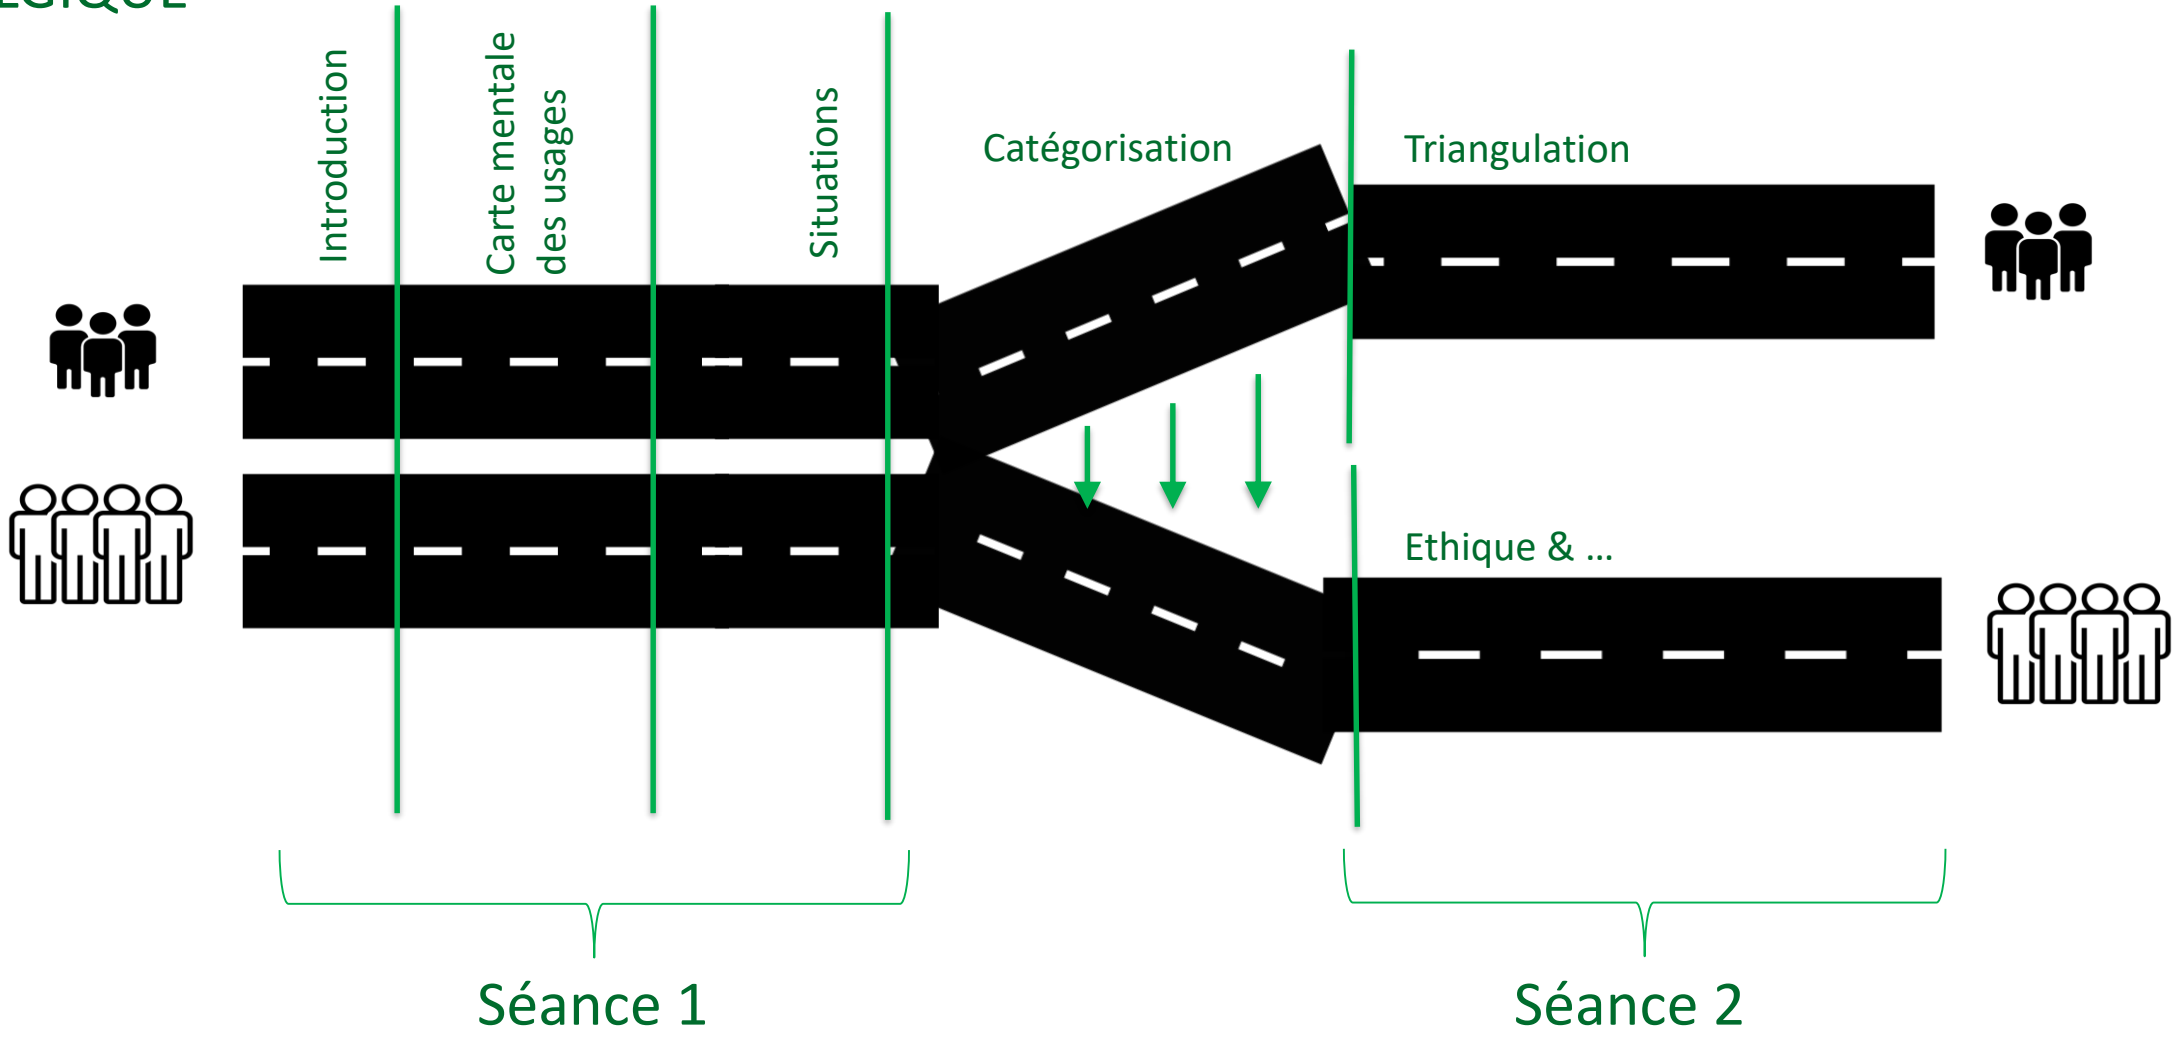 Introduction
Carte mentale
des usages
Situations
Catégorisation
Triangulation
Ethique & ...
Séance 1
Séance 2